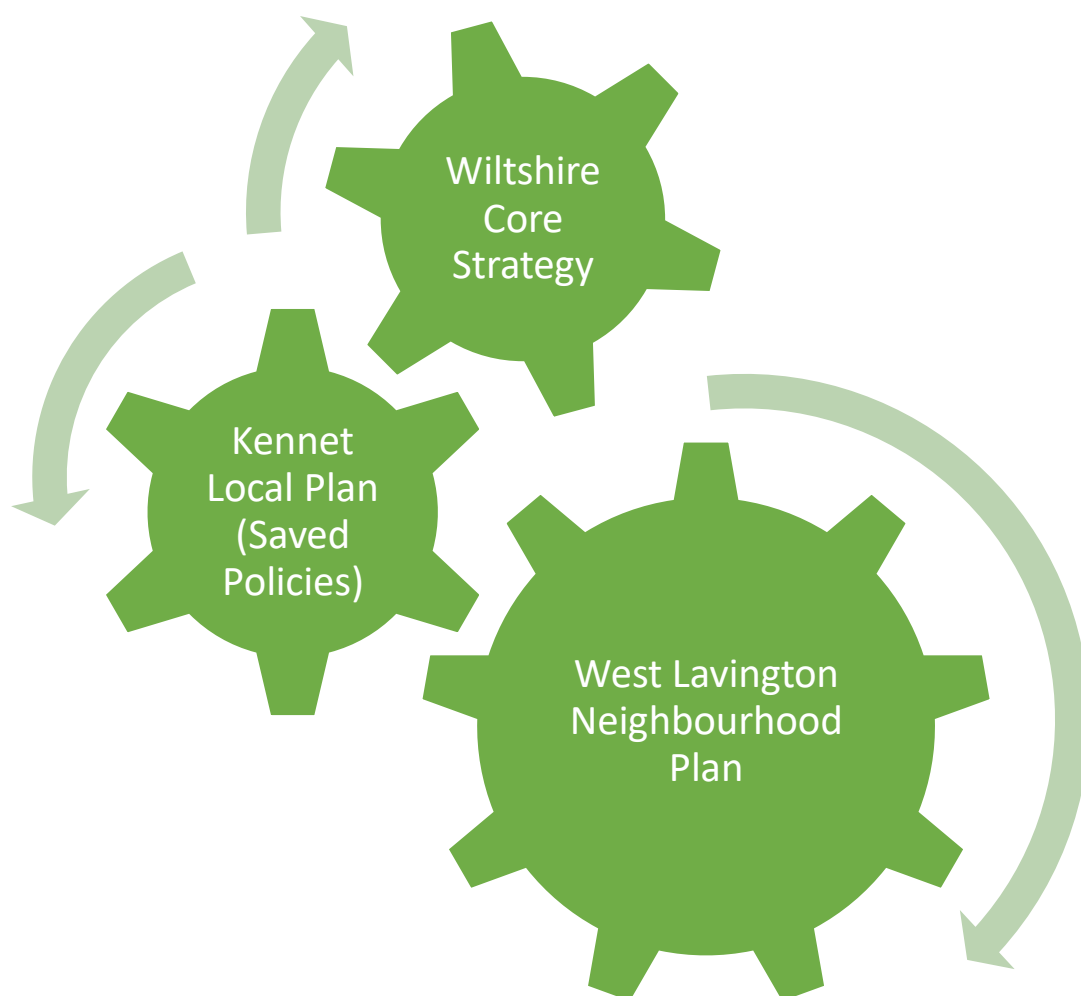 Wiltshire
Core
Strategy
Kennet
Local Plan
(Saved
Policies)
West Lavington
Neighbourhood
Plan